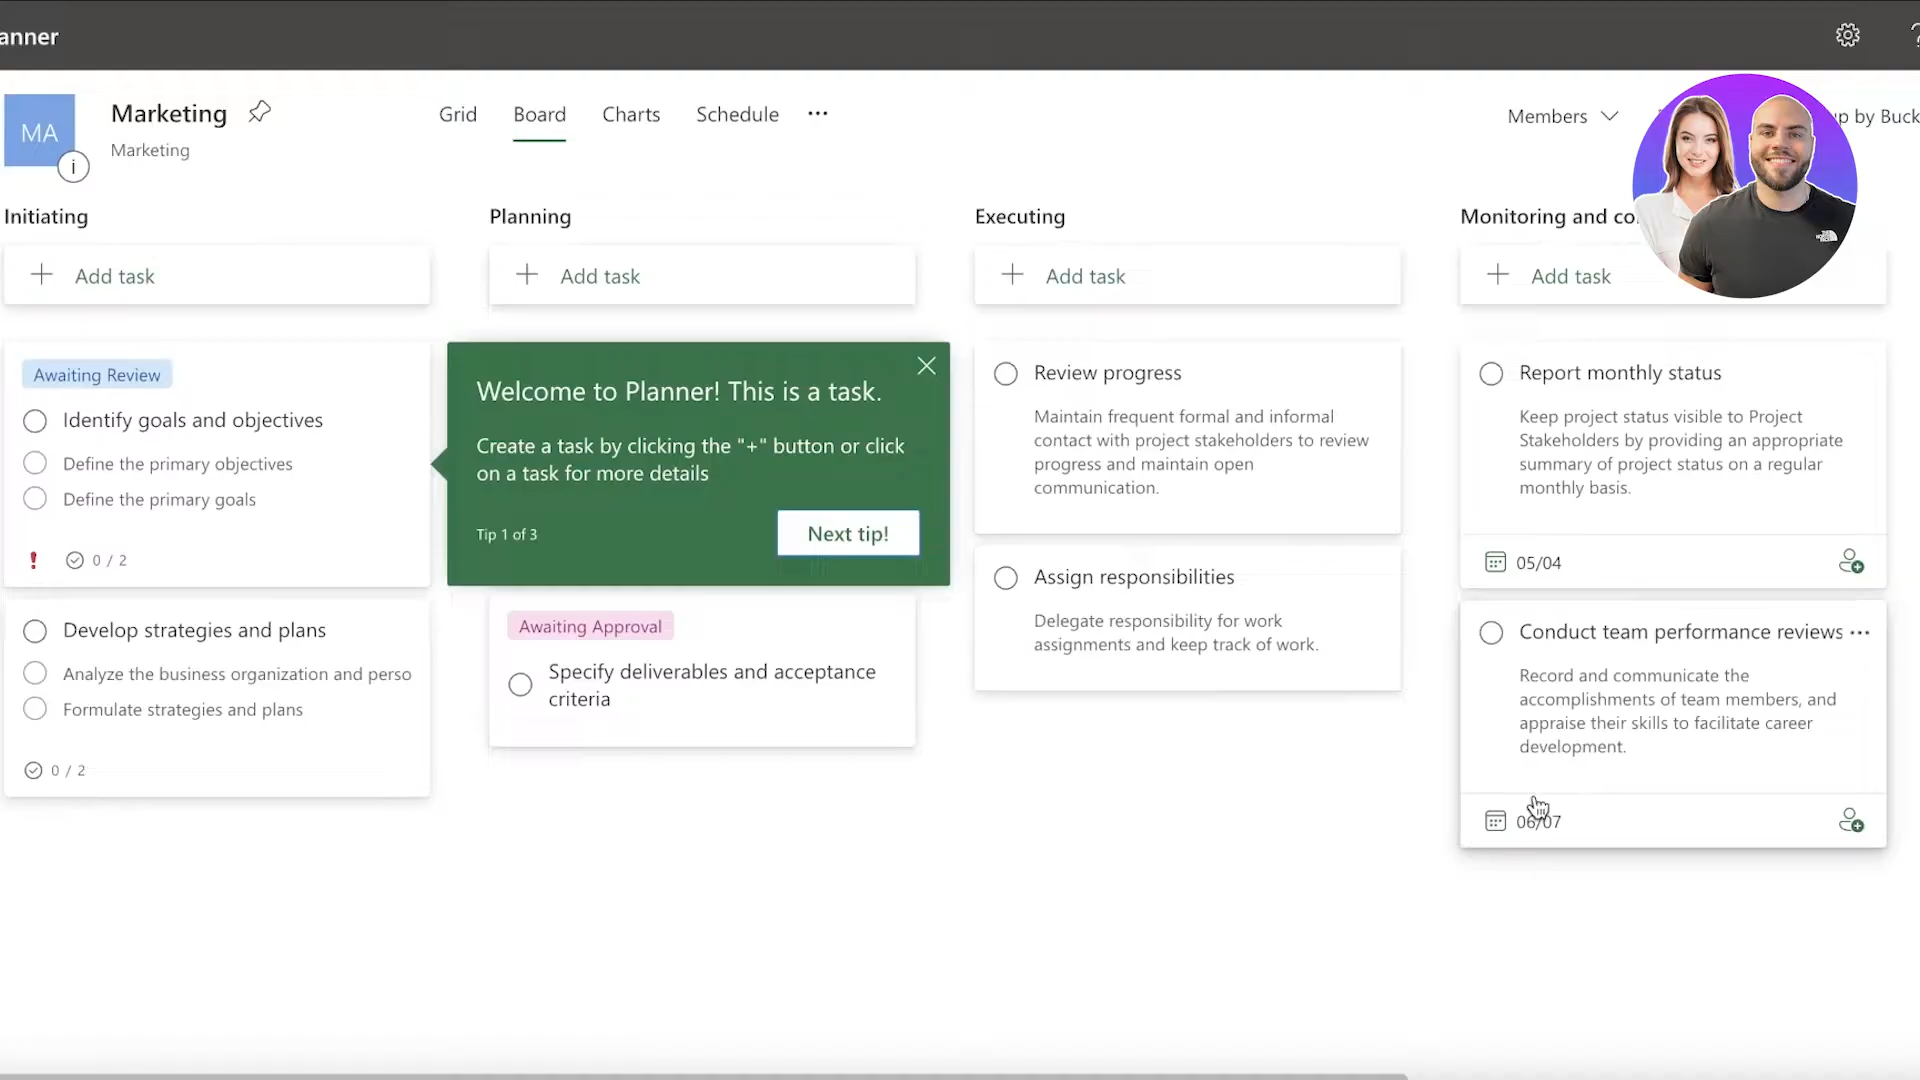 anner
MA
i
Marketing
Marketing
Grid
Board
Charts
Schedule
Members
up by Buck
Initiating
Planning
Executing
Monitoring and co
Add task
Add task
Add task
Add task
Awaiting Review
Identify goals and objectives
Define the primary objectives
Define the primary goals
0 / 2
Develop strategies and plans
Analyze the business organization and perso
Formulate strategies and plans
0 / 2
Welcome to Planner! This is a task.
Create a task by clicking the "+" button or click
on a task for more details
Tip 1 of 3
Next tip!
Awaiting Approval
Specify deliverables and acceptance
criteria
Review progress
Maintain frequent formal and informal
contact with project stakeholders to review
progress and maintain open
communication.
Assign responsibilities
Delegate responsibility for work
assignments and keep track of work.
Report monthly status
Keep project status visible to Project
Stakeholders by providing an appropriate
summary of project status on a regular
monthly basis.
05/04
Conduct team performance reviews
Record and communicate the
accomplishments of team members, and
appraise their skills to facilitate career
development.
06/07